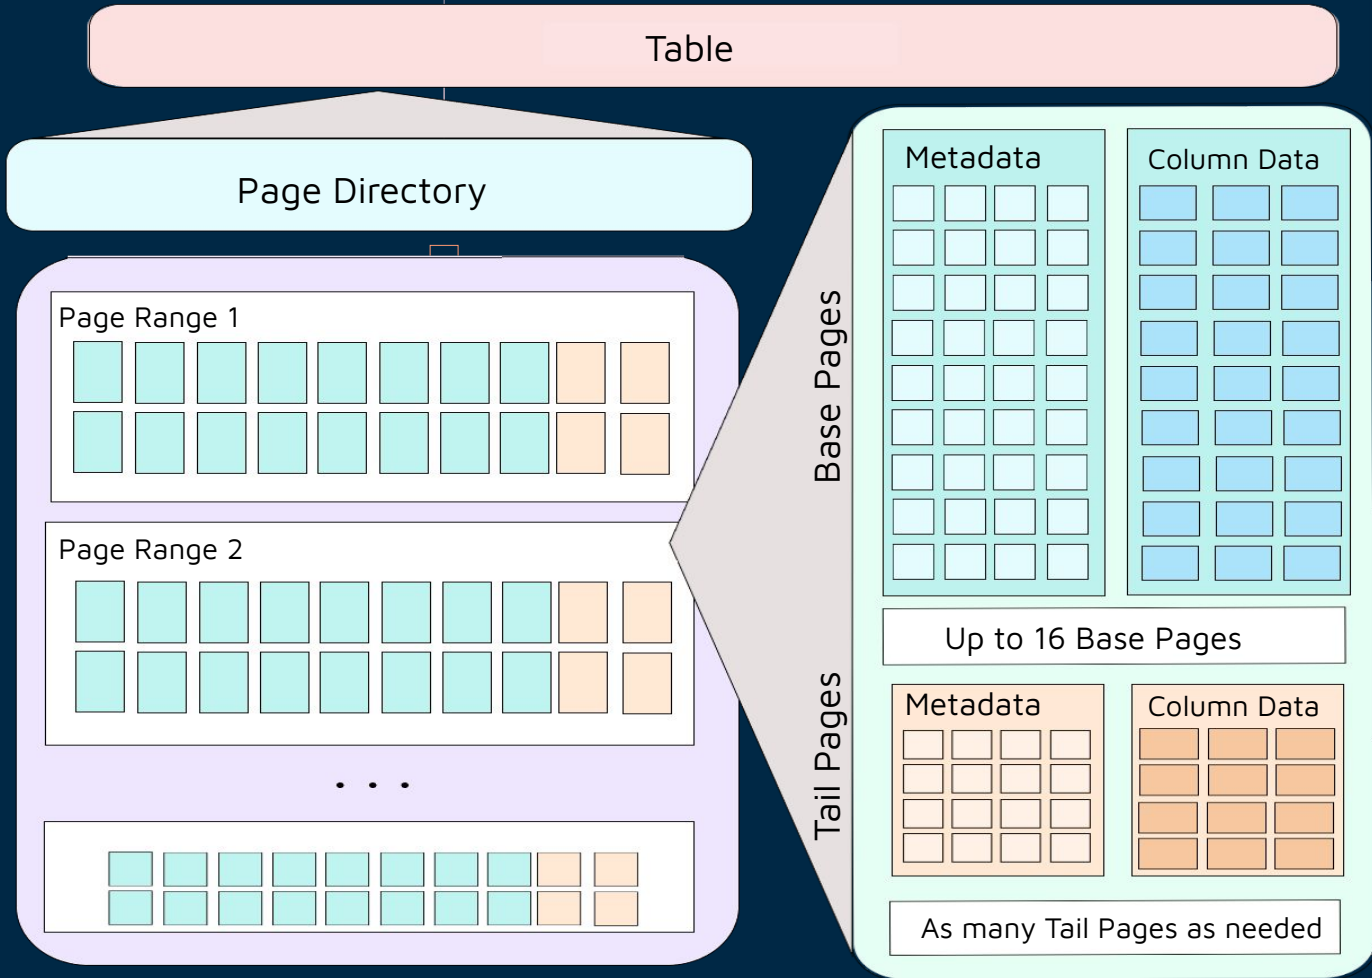 Table
Page Directory
Page Range 1
Page Range 2
. . .
Base Pages
Metadata
Column Data
Up to 16 Base Pages
Tail Pages
Metadata
Column Data
As many Tail Pages as needed